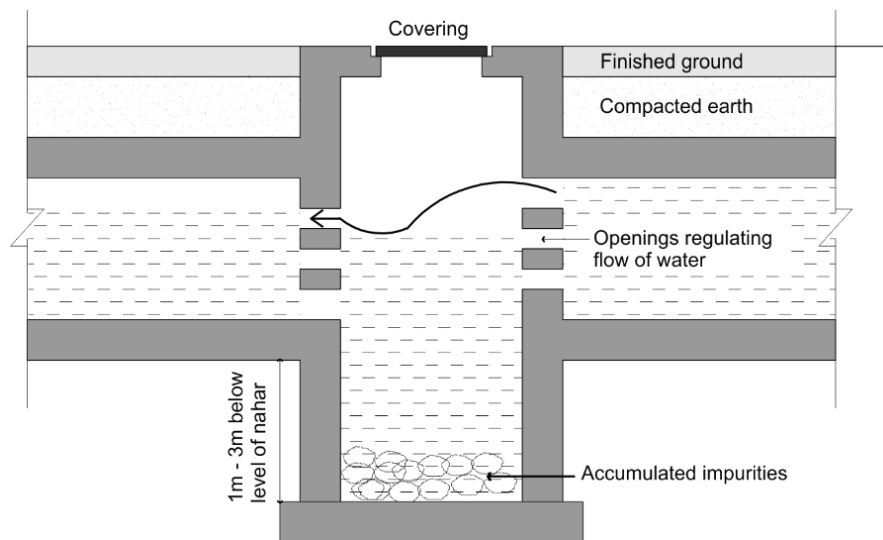 Covering
Finished ground
Compacted earth
Openings regulating
flow of water
1m - 3m below
level of nahar
Accumulated impurities